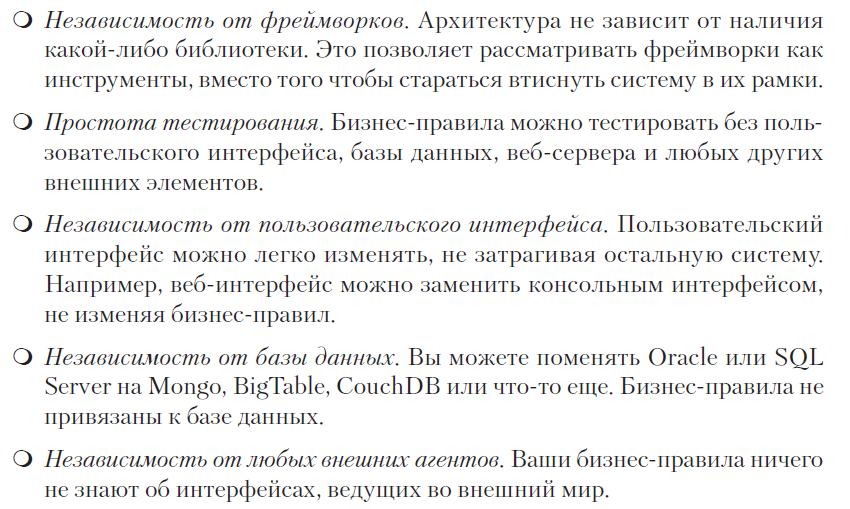 ❍ Независимость от фреймворков. Архитектура не зависит от наличия
какой-либо библиотеки. Это позволяет рассматривать фреймворки как
инструменты, вместо того чтобы стараться втиснуть систему в их рамки.
❍ Простота тестирования. Бизнес-правила можно тестировать без поль-
зовательского интерфейса, базы данных, веб-сервера и любых других
внешних элементов.
❍ Независимость от пользовательского интерфейса. Пользовательский
интерфейс можно легко изменять, не затрагивая остальную систему.
Например, веб-интерфейс можно заменить консольным интерфейсом,
не изменяя бизнес-правил.
❍ Независимость от базы данных. Вы можете поменять Oracle или SQL
Server на Mongo, BigTable, CouchDB или что-то еще. Бизнес-правила не
привязаны к базе данных.
❍ Независимость от любых внешних агентов. Ваши бизнес-правила ничего
не знают об интерфейсах, ведущих во внешний мир.